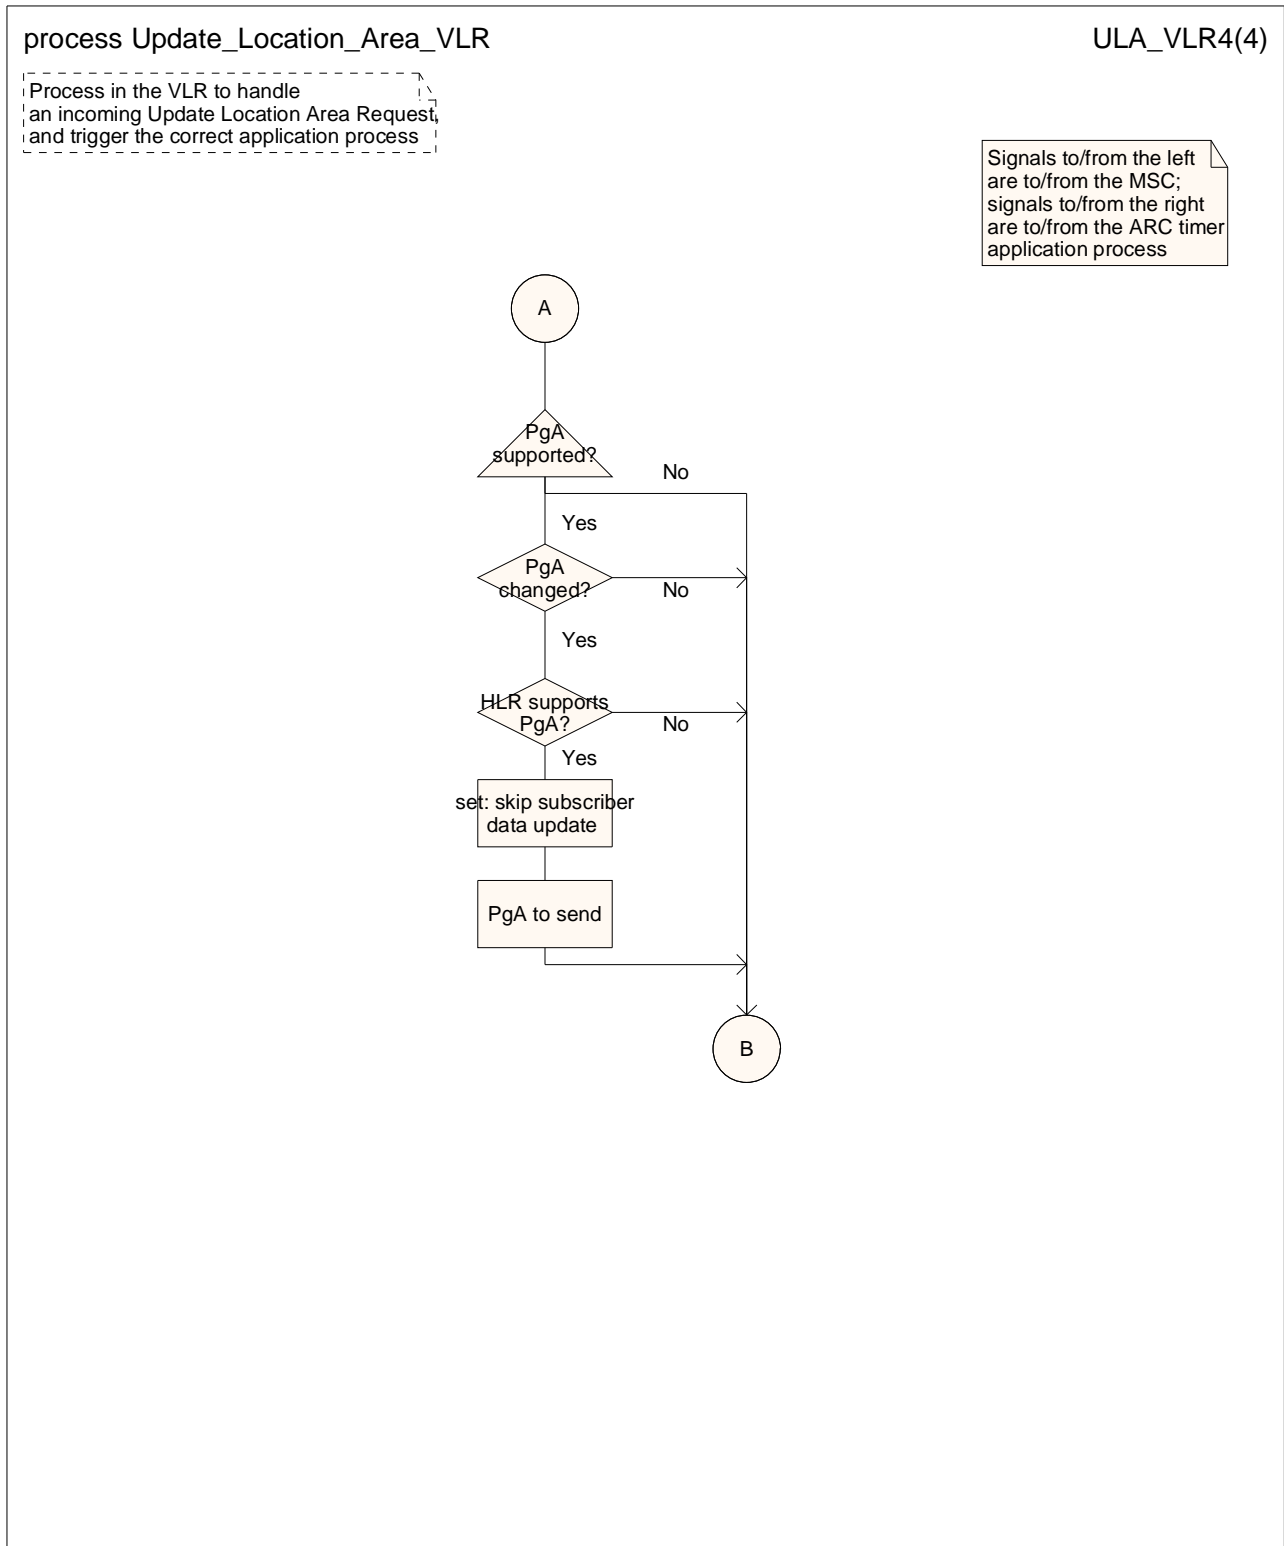 process Update_Location_Area_VLR
ULA_VLR4(4)
Process in the VLR to handle
an incoming Update Location Area Request,
and trigger the correct application process
Signals to/from the left
are to/from the MSC;
signals to/from the right
are to/from the ARC timer
application process
A
PgA
supported?
No
Yes
PgA
changed?
No
Yes
HLR supports
PgA?
No
Yes
set: skip subscriber
data update
PgA to send
B